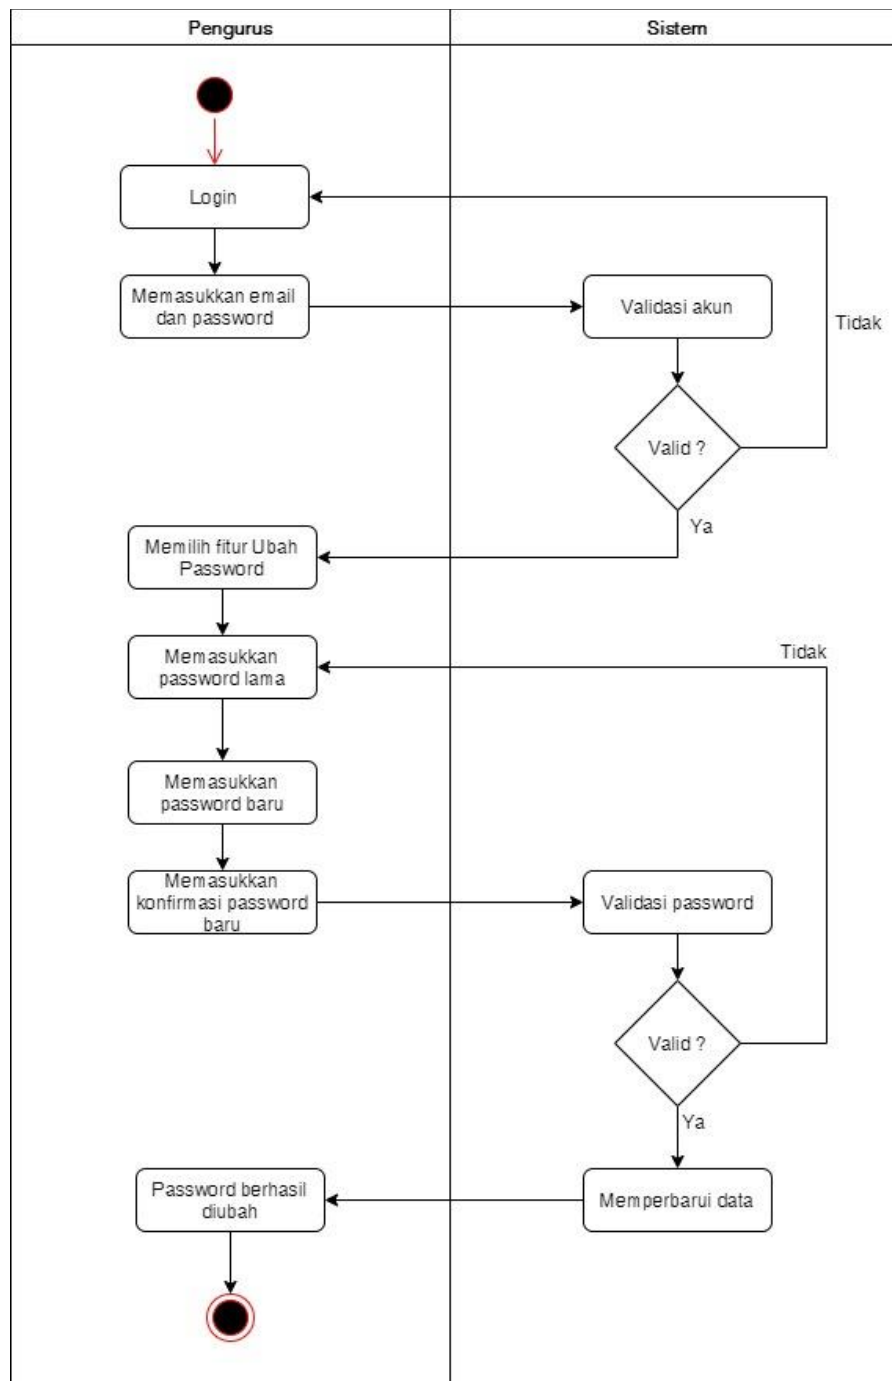 Pengurus
Sistem
Login
Memasukkan email
dan password
Validasi akun
Tidak
Valid ?
Ya
Memilih fitur Ubah
Password
Memasukkan
password lama
Tidak
Memasukkan
password baru
Memasukkan
konfirmasi password
baru
Validasi password
Valid ?
Ya
Password berhasil
diubah
Memperbarui data